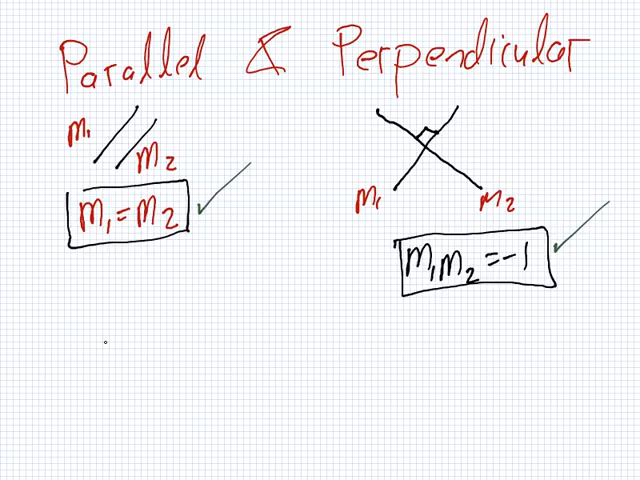 Parallel & Perpendicular
m₁
m₂
m₁ = m₂
m₁
m₂
m₁m₂ = -1